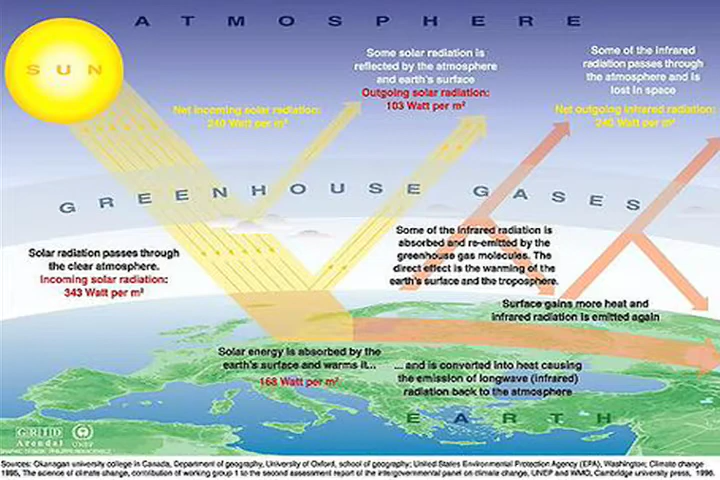 ATMOSPHERE
SUN
Some solar radiation is
reflected by the atmosphere
and earth's surface
Outgoing solar radiation:
103 Watt per m²
Some of the infrared
radiation passes through
the atmosphere and is
lost in space
Net outgoing infrared radiation:
240 Watt per m²
Net incoming solar radiation:
240 Watt per m²
GREENHOUSE GASES
Solar radiation passes through
the clear atmosphere.
Incoming solar radiation:
343 Watt per m²
Some of the infrared radiation is
absorbed and re-emitted by the
greenhouse gas molecules. The
direct effect is the warming of the
earth's surface and the troposphere.
Surface gains more heat and
infrared radiation is emitted again
Solar energy is absorbed by the
earth's surface and warms it...
168 Watt per m²
... and is converted into heat causing
the emission of longwave (infrared)
radiation back to the atmosphere
EARTH
GRID
Arendal UNEP
GRAPHIC DESIGN: PHILIPPE REKACEWICZ
Sources: Okanagan university college in Canada, Department of geography, University of Oxford, school of geography; United States Environmental Protection Agency (EPA), Washington; Climate change
1995, The science of climate change, contribution of working group 1 to the second assessment report of the intergovernmental panel on climate change, UNEP and WMO, Cambridge university press, 1996.